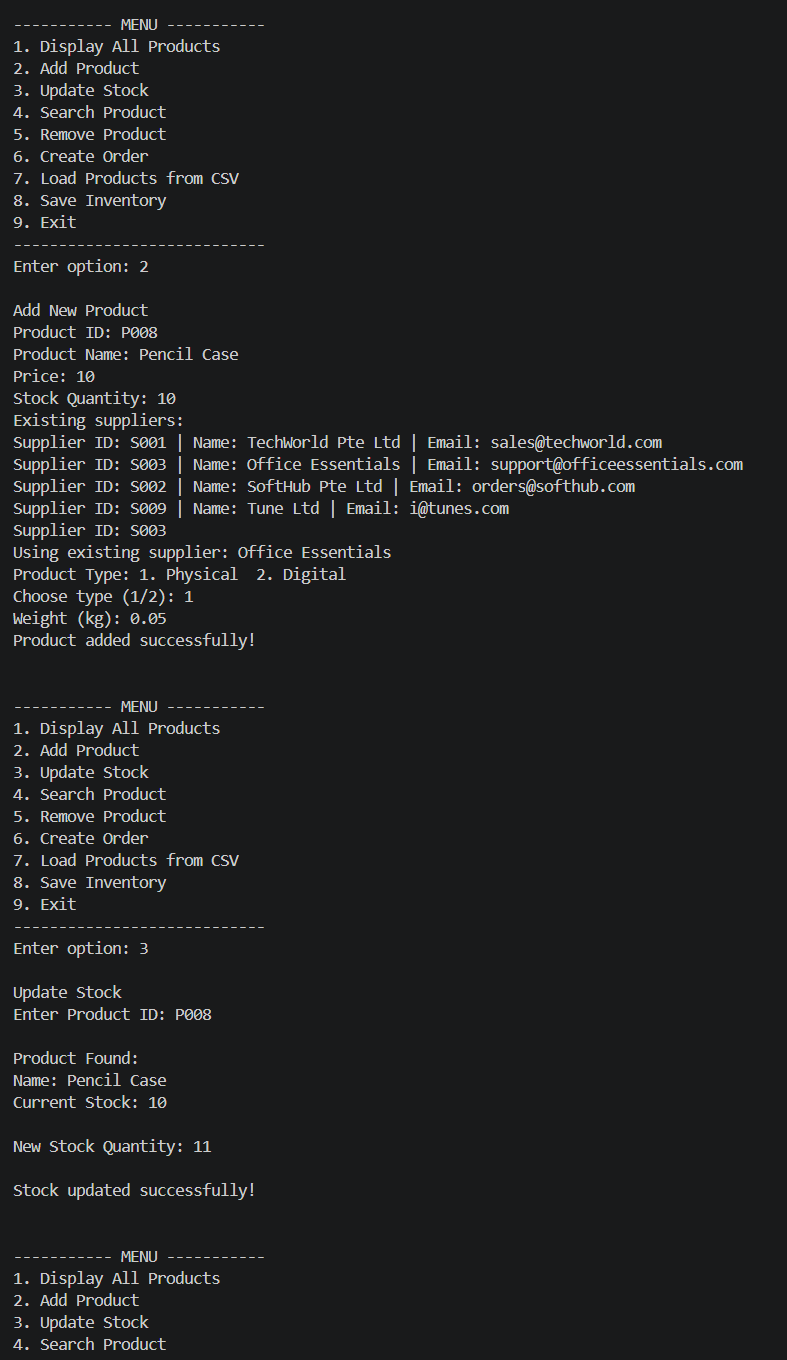 ----------- MENU -----------
1. Display All Products
2. Add Product
3. Update Stock
4. Search Product
5. Remove Product
6. Create Order
7. Load Products from CSV
8. Save Inventory
9. Exit
----------------------------
Enter option: 2
Add New Product
Product ID: P008
Product Name: Pencil Case
Price: 10
Stock Quantity: 10
Existing suppliers:
Supplier ID: S001 | Name: TechWorld Pte Ltd | Email: sales@techworld.com
Supplier ID: S003 | Name: Office Essentials | Email: support@officeessentials.com
Supplier ID: S002 | Name: SoftHub Pte Ltd | Email: orders@softhub.com
Supplier ID: S009 | Name: Tune Ltd | Email: i@tunes.com
Supplier ID: S003
Using existing supplier: Office Essentials
Product Type: 1. Physical  2. Digital
Choose type (1/2): 1
Weight (kg): 0.05
Product added successfully!
----------- MENU -----------
1. Display All Products
2. Add Product
3. Update Stock
4. Search Product
5. Remove Product
6. Create Order
7. Load Products from CSV
8. Save Inventory
9. Exit
----------------------------
Enter option: 3
Update Stock
Enter Product ID: P008
Product Found:
Name: Pencil Case
Current Stock: 10
New Stock Quantity: 11
Stock updated successfully!
----------- MENU -----------
1. Display All Products
2. Add Product
3. Update Stock
4. Search Product